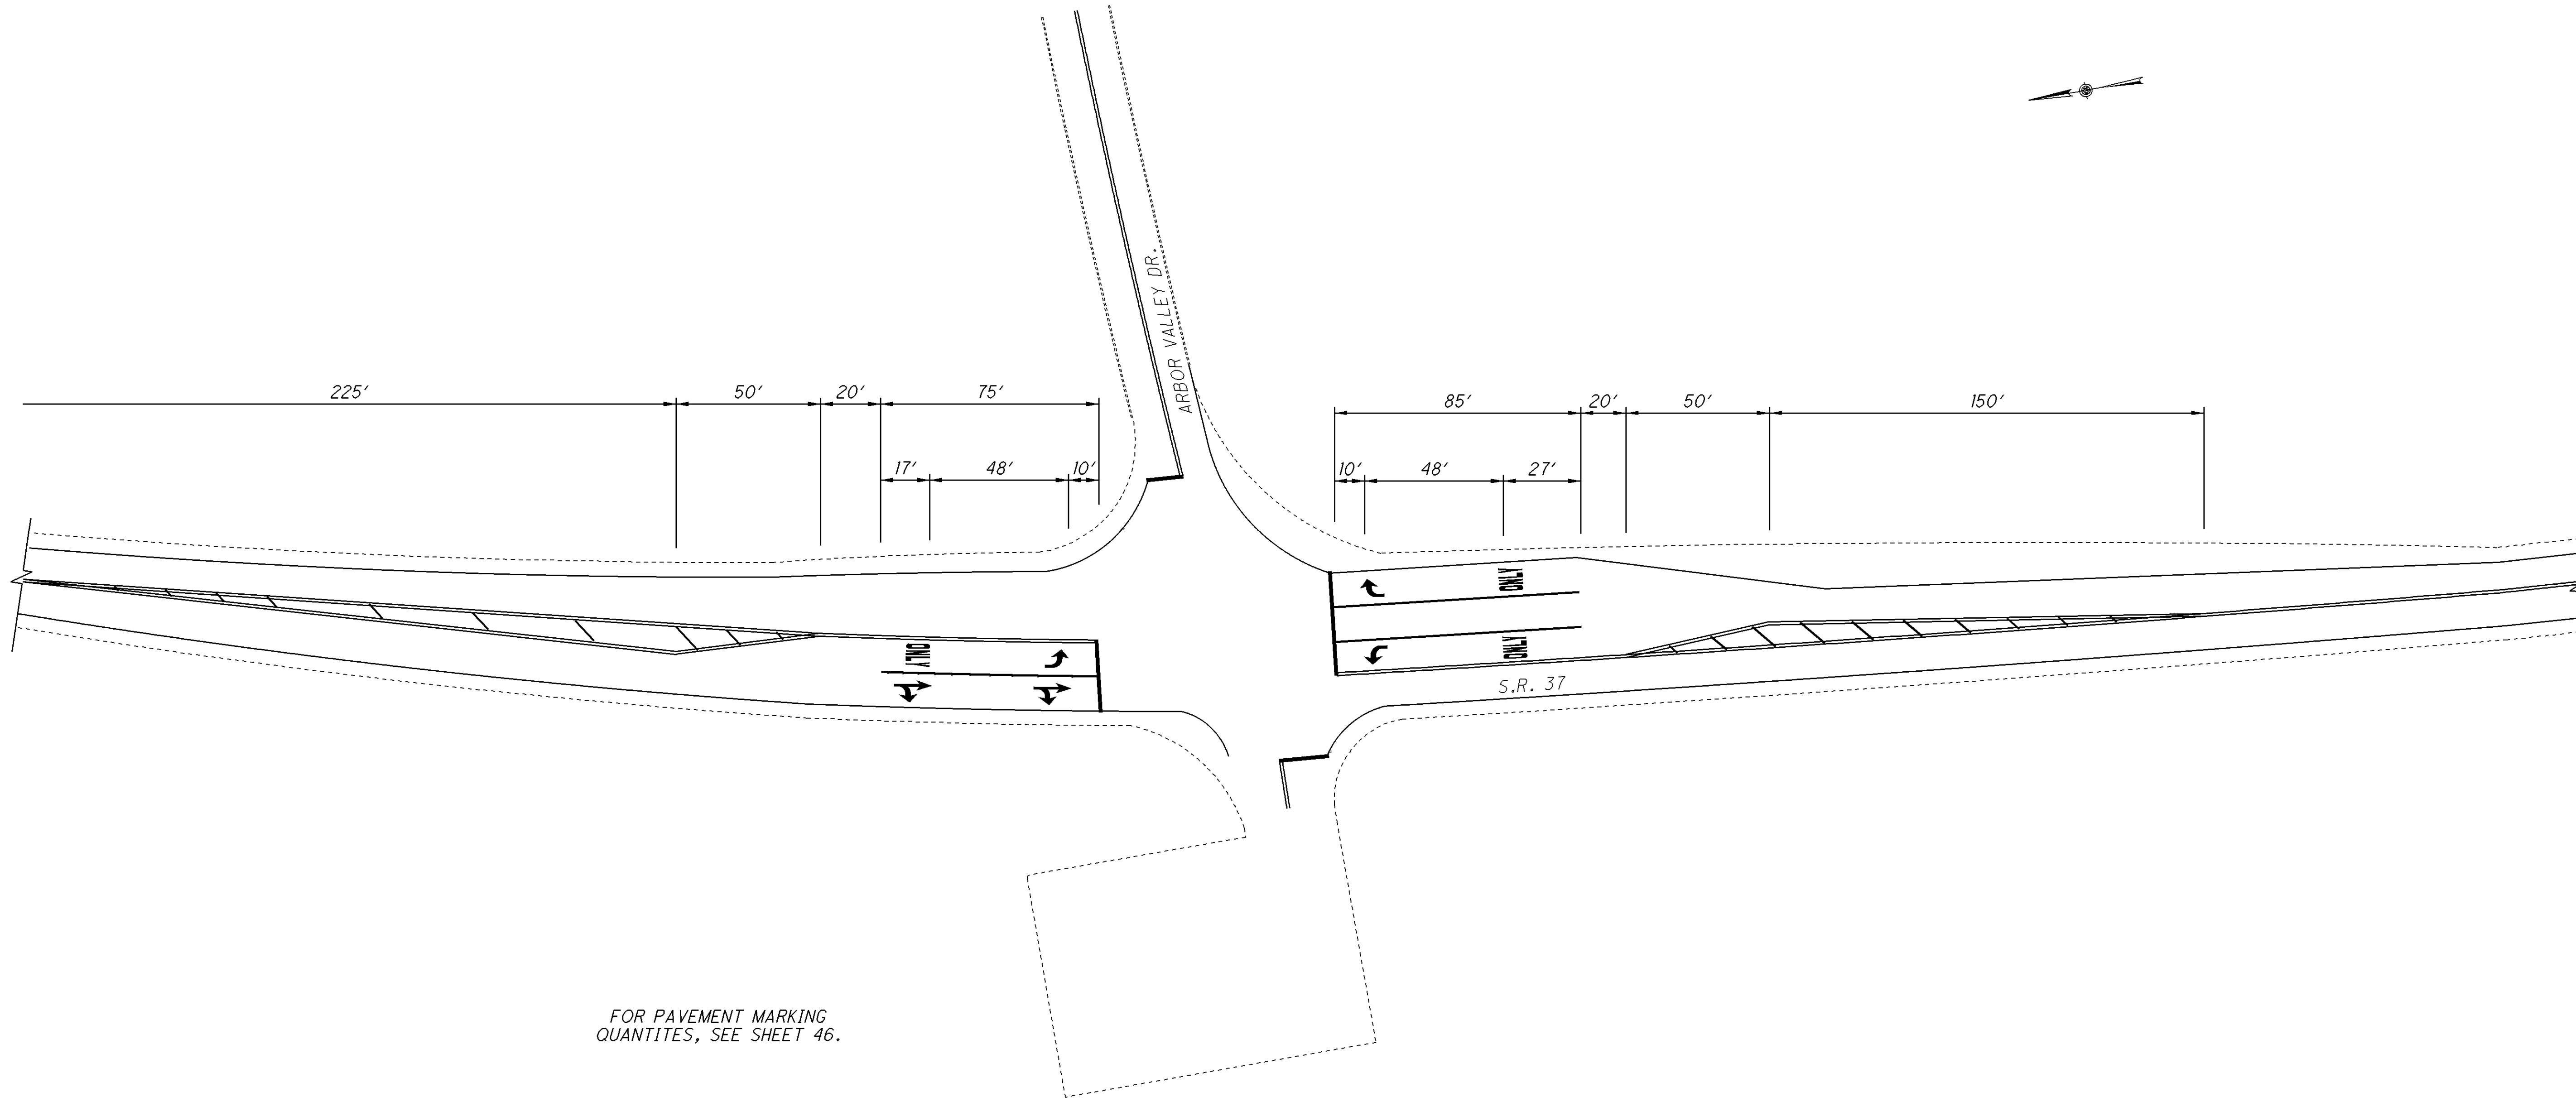 ARBOR VALLEY DR.
225'
50'
20'
75'
85'
20'
50'
150'
17'
48'
10'
10'
48'
27'
ONLY
ONLY
ONLY
S.R. 37
FOR PAVEMENT MARKING
QUANTITES, SEE SHEET 46.